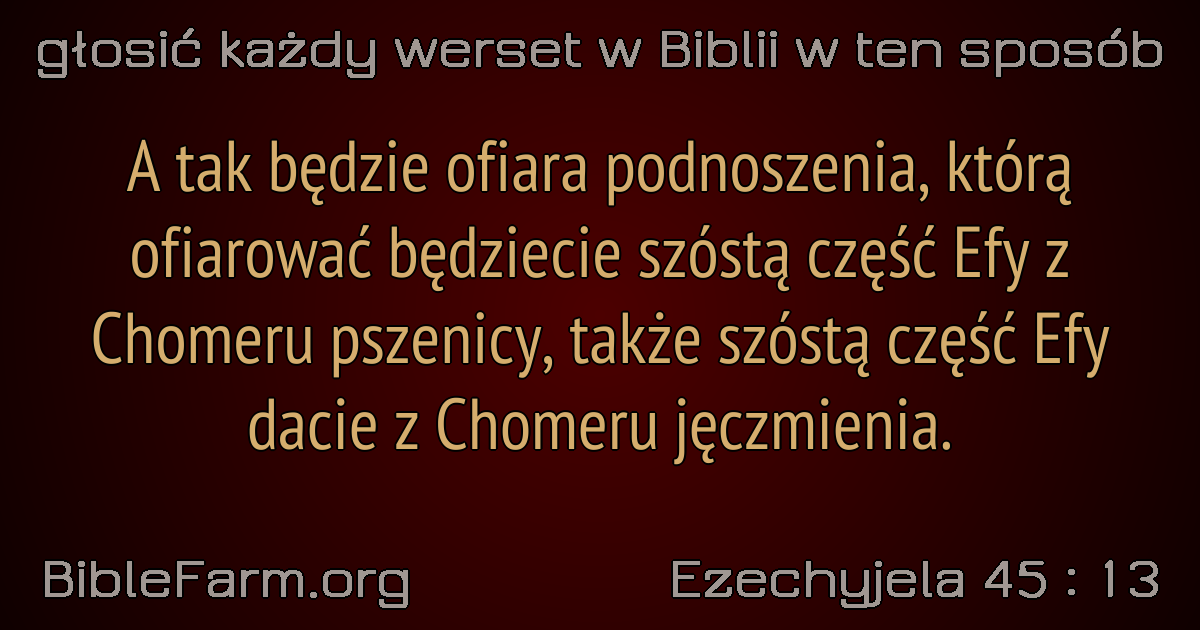 głosić każdy werset w Biblii w ten sposób
A tak będzie ofiara podnoszenia, którą
ofiarować będziecie szóstą część Efy z
Chomeru pszenicy, także szóstą część Efy
dacie z Chomeru jęczmienia.
BibleFarm.org
Ezechyjela 45 : 13